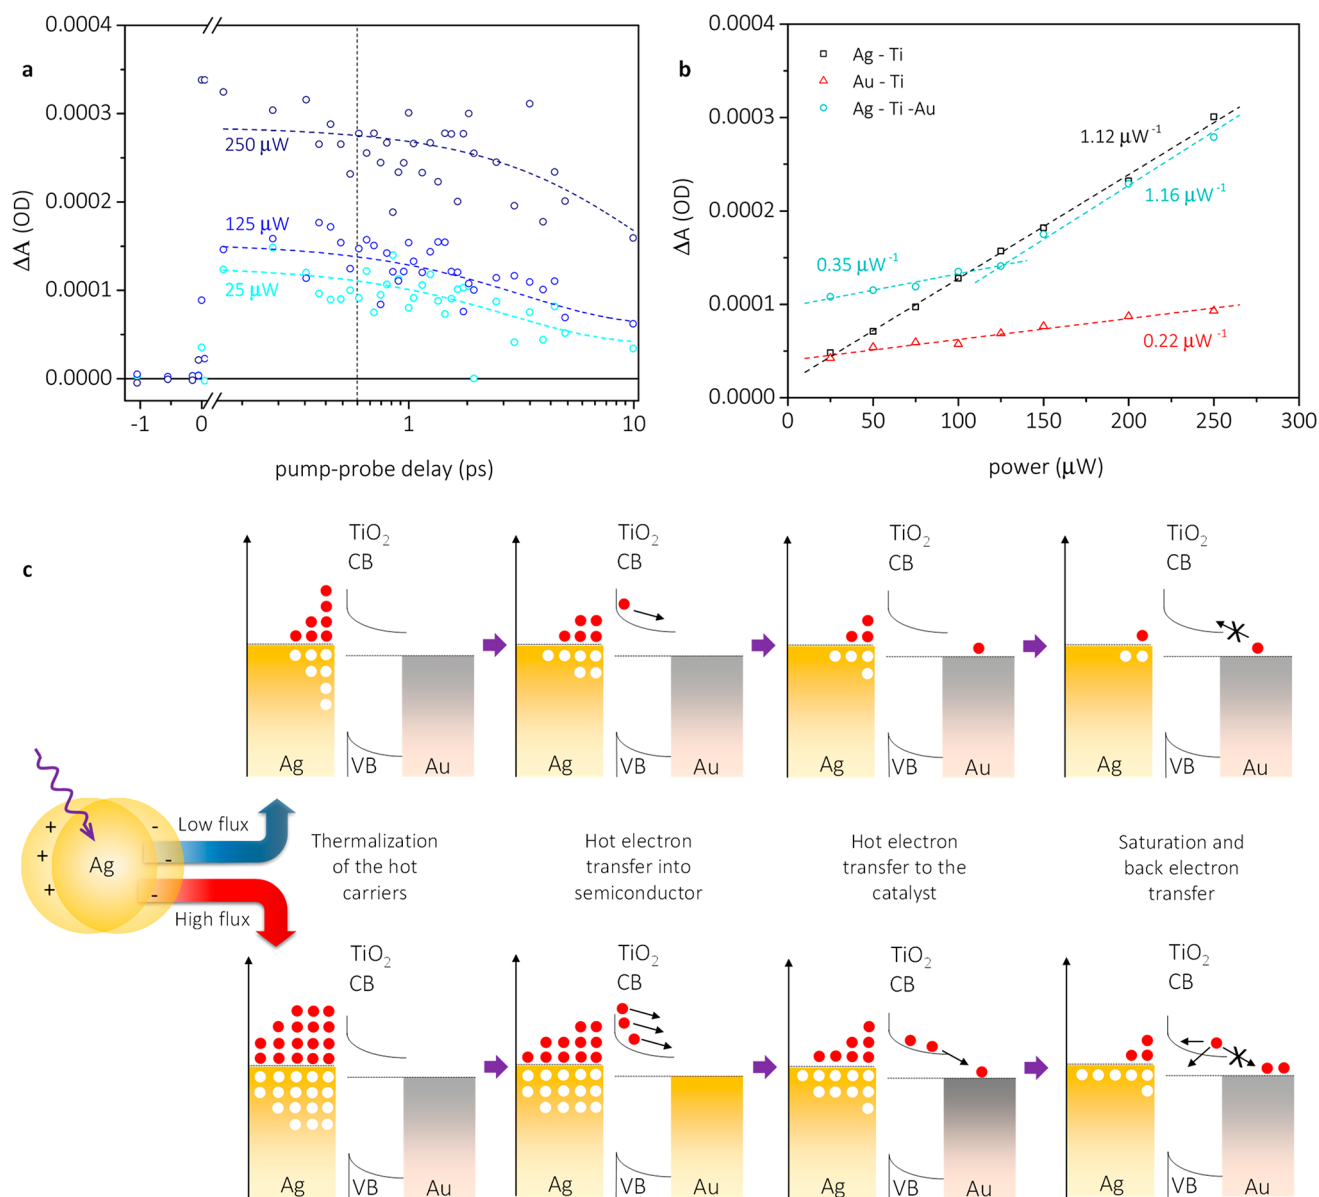 a
0.0004
0.0003
0.0002
0.0001
0.0000
ΔA (OD)
250 μW
125 μW
25 μW
-1
0
1
10
pump-probe delay (ps)
b
0.0004
0.0003
0.0002
0.0001
0.0000
ΔA (OD)
Ag - Ti
Au - Ti
Ag - Ti -Au
1.12 μW⁻¹
1.16 μW⁻¹
0.35 μW⁻¹
0.22 μW⁻¹
0
50
100
150
200
250
300
power (μW)
c
TiO₂
CB
Ag
VB
Au
TiO₂
CB
Ag
VB
Au
TiO₂
CB
Ag
VB
Au
TiO₂
CB
Ag
VB
Au
+
+
+
-
-
-
Ag
Low flux
High flux
Thermalization
of the hot
carriers
Hot electron
transfer into
semiconductor
Hot electron
transfer to the
catalyst
Saturation and
back electron
transfer
TiO₂
CB
Ag
VB
Au
TiO₂
CB
Ag
VB
Au
TiO₂
CB
Ag
VB
Au
TiO₂
CB
Ag
VB
Au